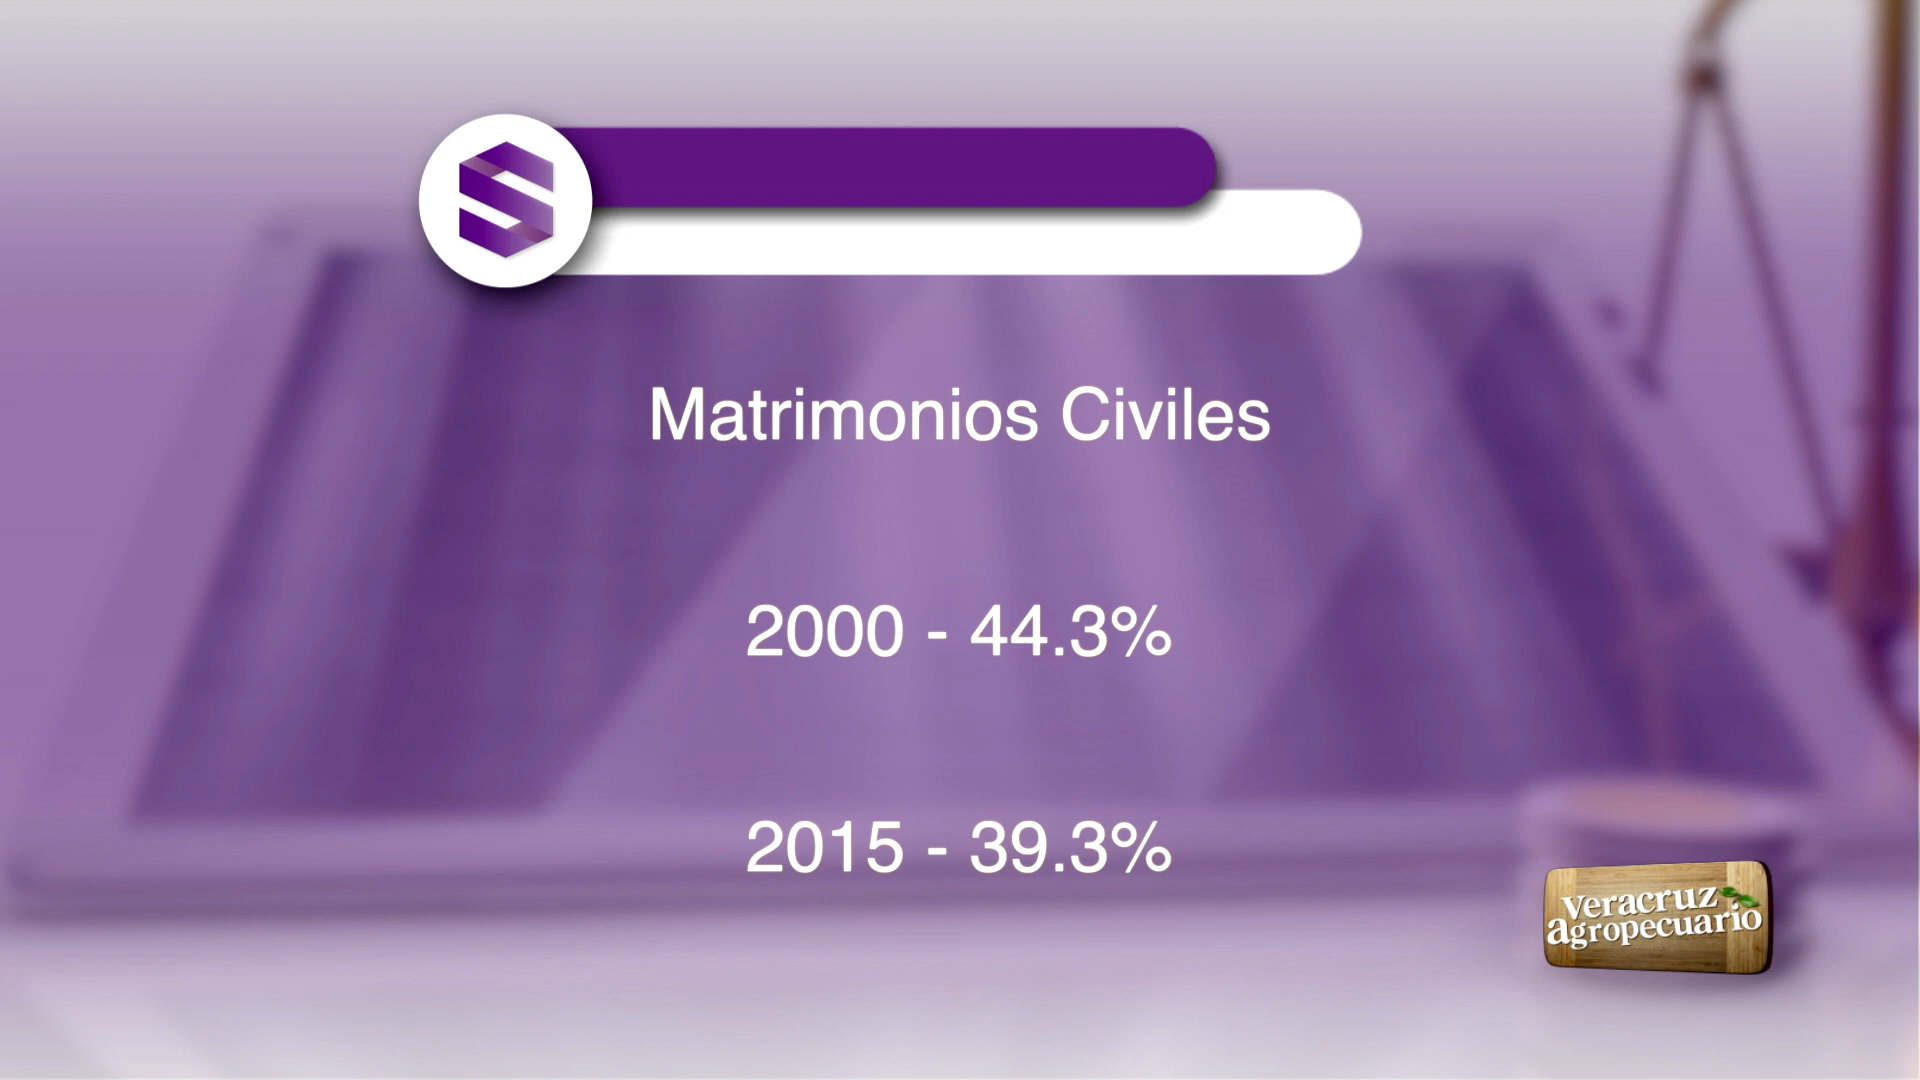 Matrimonios Civiles
2000 - 44.3%
2015 - 39.3%
Veracruz
agropecuario